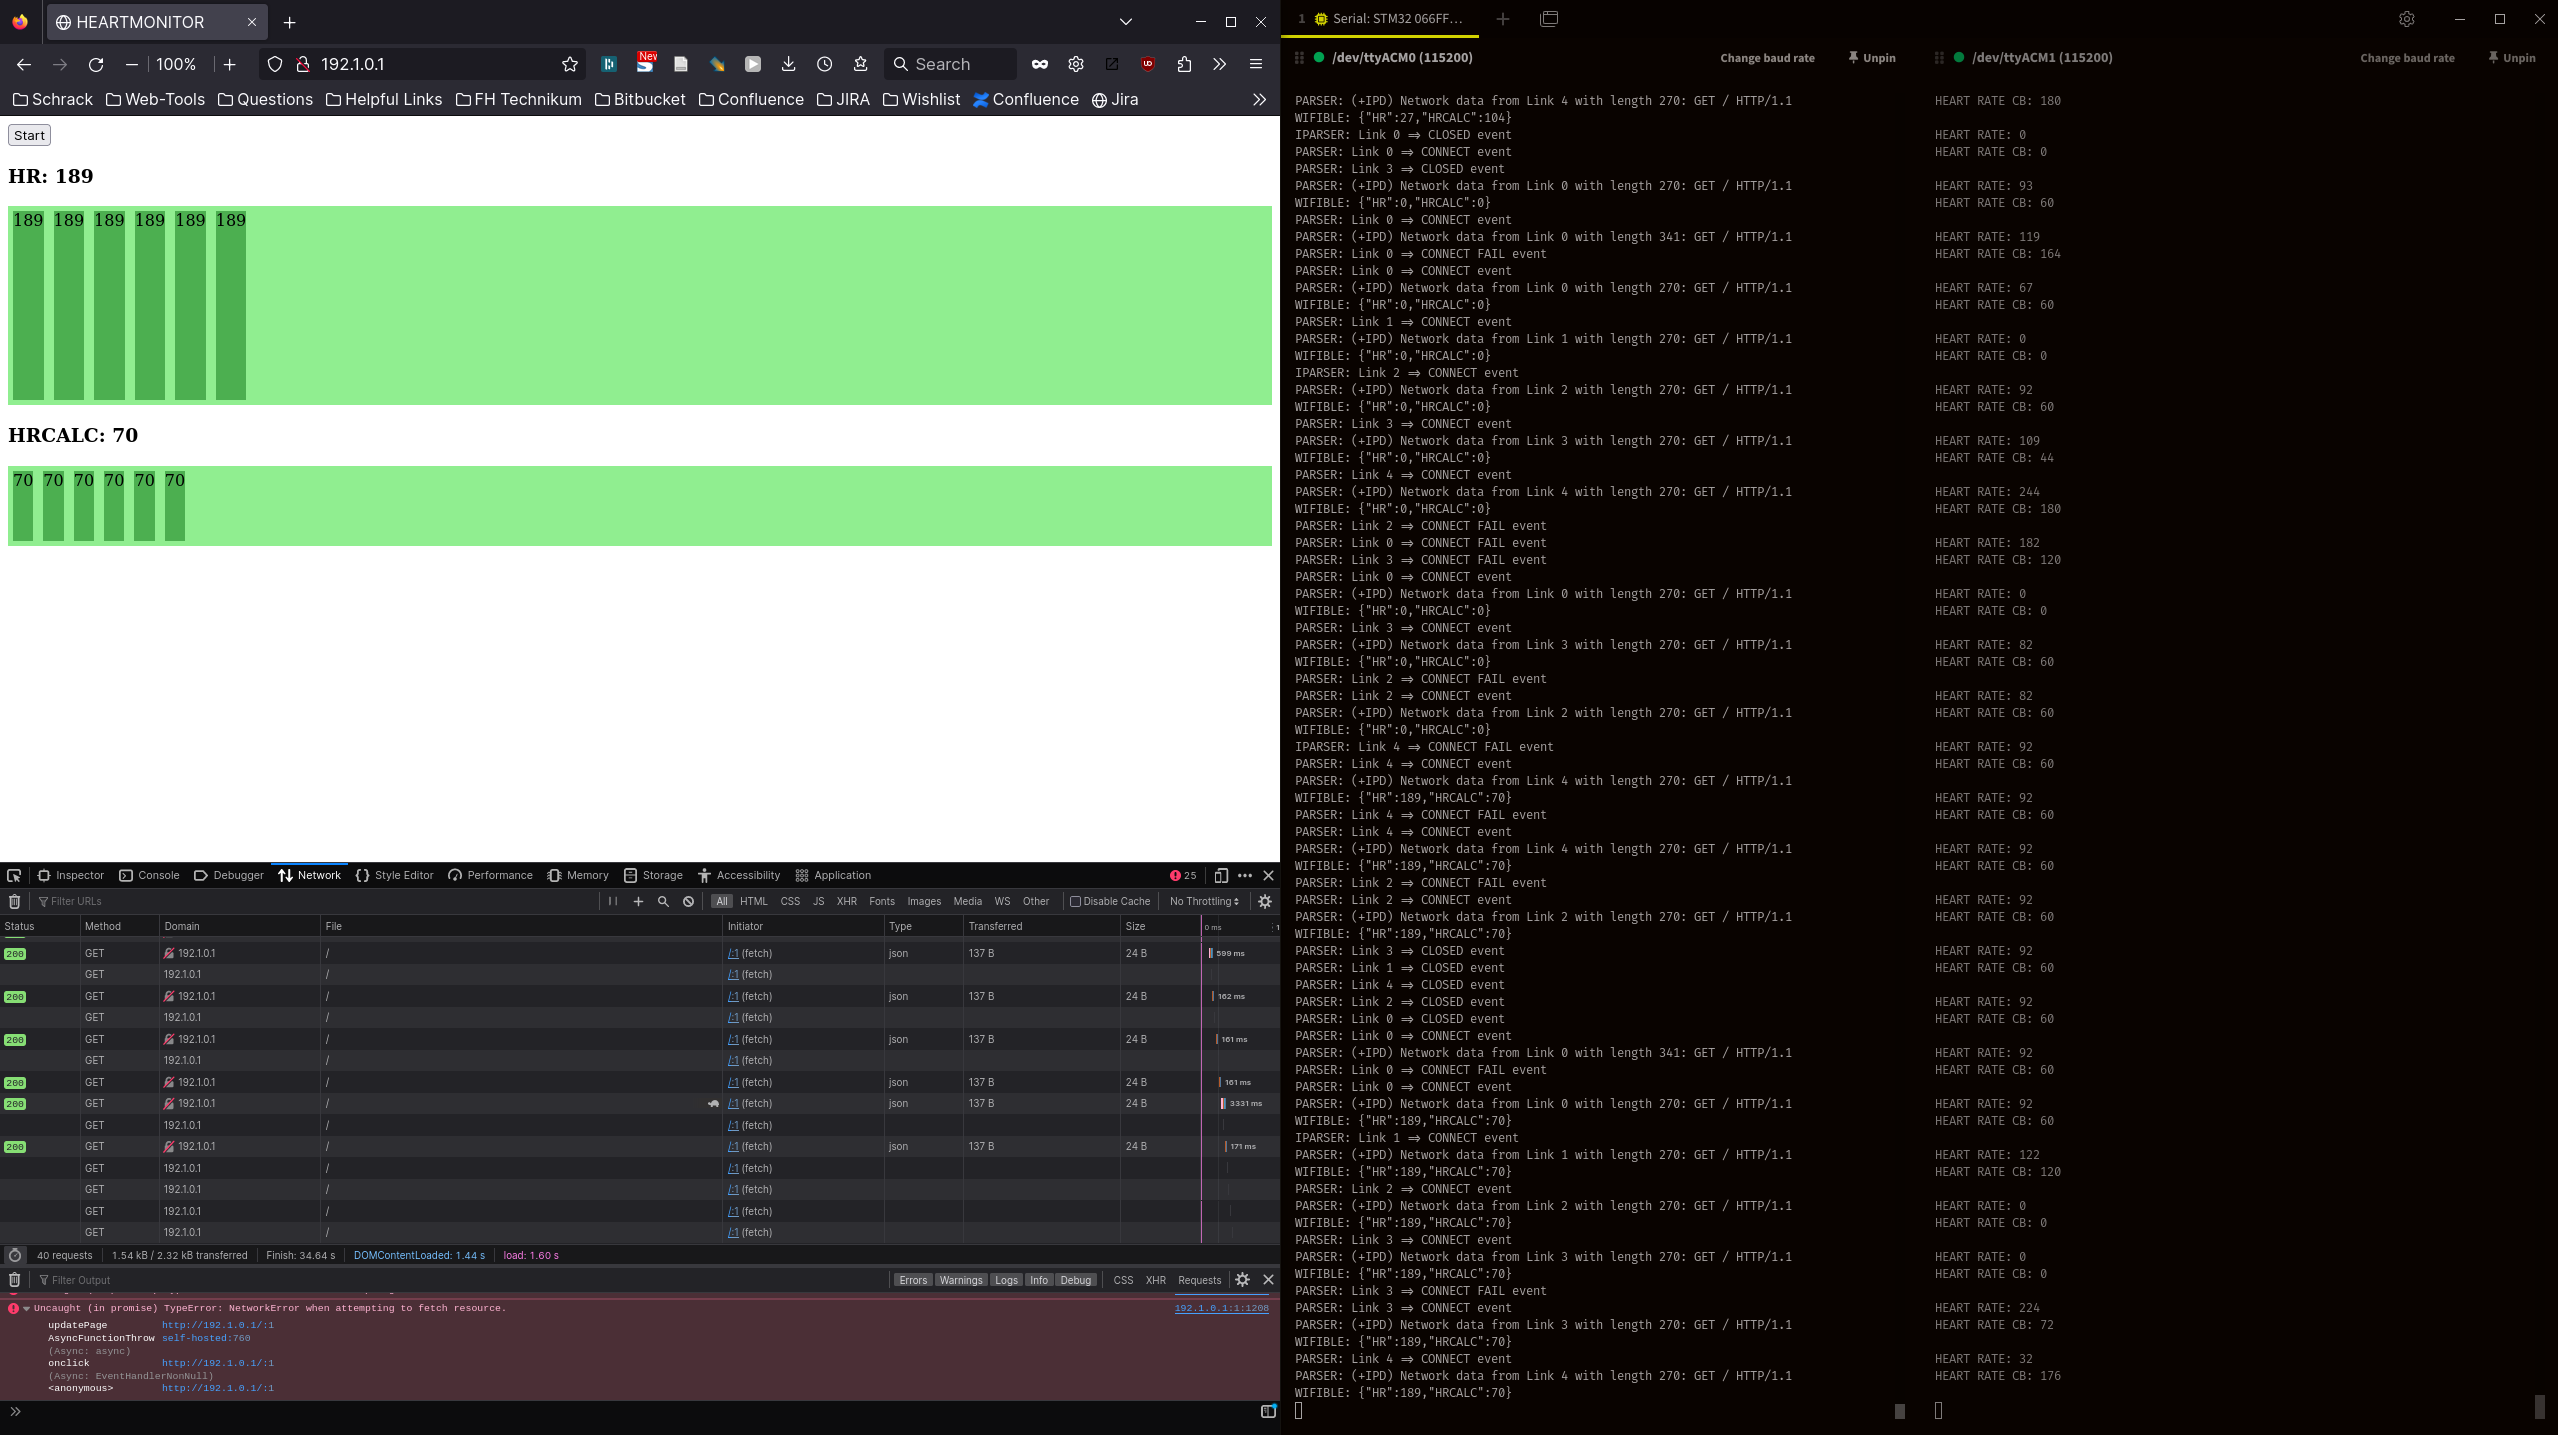 HEARTMONITOR
100%
192.1.0.1
New
Search
Schrack Web-Tools Questions Helpful Links FH Technikum Bitbucket Confluence JIRA Wishlist Confluence Jira
Start
HR: 189
189 189 189 189 189 189
HRCALC: 70
70 70 70 70 70 70
Inspector Console Debugger Network Style Editor Performance Memory Storage Accessibility Application 25
Filter URLs All HTML CSS JS XHR Fonts Images Media WS Other Disable Cache No Throttling
Status Method Domain File Initiator Type Transferred Size 0 ms
200 GET 192.1.0.1 / /:1 (fetch) json 137 B 24 B 599 ms
GET 192.1.0.1 / /:1 (fetch)
200 GET 192.1.0.1 / /:1 (fetch) json 137 B 24 B 162 ms
GET 192.1.0.1 / /:1 (fetch)
200 GET 192.1.0.1 / /:1 (fetch) json 137 B 24 B 161 ms
GET 192.1.0.1 / /:1 (fetch)
200 GET 192.1.0.1 / /:1 (fetch) json 137 B 24 B 161 ms
200 GET 192.1.0.1 / /:1 (fetch) json 137 B 24 B 3331 ms
GET 192.1.0.1 / /:1 (fetch)
200 GET 192.1.0.1 / /:1 (fetch) json 137 B 24 B 171 ms
GET 192.1.0.1 / /:1 (fetch)
GET 192.1.0.1 / /:1 (fetch)
GET 192.1.0.1 / /:1 (fetch)
GET 192.1.0.1 / /:1 (fetch)
40 requests 1.54 kB / 2.32 kB transferred Finish: 34.64 s DOMContentLoaded: 1.44 s load: 1.60 s
Filter Output Errors Warnings Logs Info Debug CSS XHR Requests
Uncaught (in promise) TypeError: NetworkError when attempting to fetch resource. 192.1.0.1:1:1208
updatePage http://192.1.0.1/:1
AsyncFunctionThrow self-hosted:760
(Async: async)
onclick http://192.1.0.1/:1
(Async: EventHandlerNonNull)
<anonymous> http://192.1.0.1/:1
1 Serial: STM32 066FF...
/dev/ttyACM0 (115200) Change baud rate Unpin
PARSER: (+IPD) Network data from Link 4 with length 270: GET / HTTP/1.1
WIFIBLE: {"HR":27,"HRCALC":104}
IPARSER: Link 0 => CLOSED event
PARSER: Link 0 => CONNECT event
PARSER: Link 3 => CLOSED event
PARSER: (+IPD) Network data from Link 0 with length 270: GET / HTTP/1.1
WIFIBLE: {"HR":0,"HRCALC":0}
PARSER: Link 0 => CONNECT event
PARSER: (+IPD) Network data from Link 0 with length 341: GET / HTTP/1.1
PARSER: Link 0 => CONNECT FAIL event
PARSER: Link 0 => CONNECT event
PARSER: (+IPD) Network data from Link 0 with length 270: GET / HTTP/1.1
WIFIBLE: {"HR":0,"HRCALC":0}
PARSER: Link 1 => CONNECT event
PARSER: (+IPD) Network data from Link 1 with length 270: GET / HTTP/1.1
WIFIBLE: {"HR":0,"HRCALC":0}
IPARSER: Link 2 => CONNECT event
PARSER: (+IPD) Network data from Link 2 with length 270: GET / HTTP/1.1
WIFIBLE: {"HR":0,"HRCALC":0}
PARSER: Link 3 => CONNECT event
PARSER: (+IPD) Network data from Link 3 with length 270: GET / HTTP/1.1
WIFIBLE: {"HR":0,"HRCALC":0}
PARSER: Link 4 => CONNECT event
PARSER: (+IPD) Network data from Link 4 with length 270: GET / HTTP/1.1
WIFIBLE: {"HR":0,"HRCALC":0}
PARSER: Link 2 => CONNECT FAIL event
PARSER: Link 0 => CONNECT FAIL event
PARSER: Link 3 => CONNECT FAIL event
PARSER: Link 0 => CONNECT event
PARSER: (+IPD) Network data from Link 0 with length 270: GET / HTTP/1.1
WIFIBLE: {"HR":0,"HRCALC":0}
PARSER: Link 3 => CONNECT event
PARSER: (+IPD) Network data from Link 3 with length 270: GET / HTTP/1.1
WIFIBLE: {"HR":0,"HRCALC":0}
PARSER: Link 2 => CONNECT FAIL event
PARSER: Link 2 => CONNECT event
PARSER: (+IPD) Network data from Link 2 with length 270: GET / HTTP/1.1
WIFIBLE: {"HR":0,"HRCALC":0}
IPARSER: Link 4 => CONNECT FAIL event
PARSER: Link 4 => CONNECT event
PARSER: (+IPD) Network data from Link 4 with length 270: GET / HTTP/1.1
WIFIBLE: {"HR":189,"HRCALC":70}
PARSER: Link 4 => CONNECT FAIL event
PARSER: Link 4 => CONNECT event
PARSER: (+IPD) Network data from Link 4 with length 270: GET / HTTP/1.1
WIFIBLE: {"HR":189,"HRCALC":70}
PARSER: Link 2 => CONNECT FAIL event
PARSER: Link 2 => CONNECT event
PARSER: (+IPD) Network data from Link 2 with length 270: GET / HTTP/1.1
WIFIBLE: {"HR":189,"HRCALC":70}
PARSER: Link 3 => CLOSED event
PARSER: Link 1 => CLOSED event
PARSER: Link 4 => CLOSED event
PARSER: Link 2 => CLOSED event
PARSER: Link 0 => CLOSED event
PARSER: Link 0 => CONNECT event
PARSER: (+IPD) Network data from Link 0 with length 341: GET / HTTP/1.1
PARSER: Link 0 => CONNECT FAIL event
PARSER: Link 0 => CONNECT event
PARSER: (+IPD) Network data from Link 0 with length 270: GET / HTTP/1.1
WIFIBLE: {"HR":189,"HRCALC":70}
IPARSER: Link 1 => CONNECT event
PARSER: (+IPD) Network data from Link 1 with length 270: GET / HTTP/1.1
WIFIBLE: {"HR":189,"HRCALC":70}
PARSER: Link 2 => CONNECT event
PARSER: (+IPD) Network data from Link 2 with length 270: GET / HTTP/1.1
WIFIBLE: {"HR":189,"HRCALC":70}
PARSER: Link 3 => CONNECT event
PARSER: (+IPD) Network data from Link 3 with length 270: GET / HTTP/1.1
WIFIBLE: {"HR":189,"HRCALC":70}
PARSER: Link 3 => CONNECT FAIL event
PARSER: Link 3 => CONNECT event
PARSER: (+IPD) Network data from Link 3 with length 270: GET / HTTP/1.1
WIFIBLE: {"HR":189,"HRCALC":70}
PARSER: Link 4 => CONNECT event
PARSER: (+IPD) Network data from Link 4 with length 270: GET / HTTP/1.1
WIFIBLE: {"HR":189,"HRCALC":70}
/dev/ttyACM1 (115200) Change baud rate Unpin
HEART RATE CB: 180
HEART RATE: 0
HEART RATE CB: 0
HEART RATE: 93
HEART RATE CB: 60
HEART RATE: 119
HEART RATE CB: 164
HEART RATE: 67
HEART RATE CB: 60
HEART RATE: 0
HEART RATE CB: 0
HEART RATE: 92
HEART RATE CB: 60
HEART RATE: 109
HEART RATE CB: 44
HEART RATE: 244
HEART RATE CB: 180
HEART RATE: 182
HEART RATE CB: 120
HEART RATE: 0
HEART RATE CB: 0
HEART RATE: 82
HEART RATE CB: 60
HEART RATE: 82
HEART RATE CB: 60
HEART RATE: 92
HEART RATE CB: 60
HEART RATE: 92
HEART RATE CB: 60
HEART RATE: 92
HEART RATE CB: 60
HEART RATE: 92
HEART RATE CB: 60
HEART RATE: 92
HEART RATE CB: 60
HEART RATE: 92
HEART RATE CB: 60
HEART RATE: 92
HEART RATE CB: 60
HEART RATE: 92
HEART RATE CB: 60
HEART RATE: 122
HEART RATE CB: 120
HEART RATE: 0
HEART RATE CB: 0
HEART RATE: 0
HEART RATE CB: 0
HEART RATE: 224
HEART RATE CB: 72
HEART RATE: 32
HEART RATE CB: 176